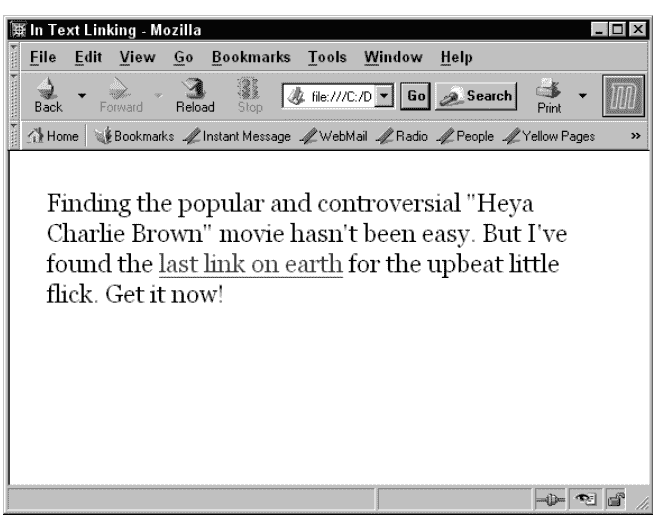 In Text Linking - Mozilla
File Edit View Go Bookmarks Tools Window Help
file:///C:/D Go Search
Back Forward Reload Stop Print
Home Bookmarks Instant Message WebMail Radio People Yellow Pages »
Finding the popular and controversial "Heya
Charlie Brown" movie hasn't been easy. But I've
found the last link on earth for the upbeat little
flick. Get it now!